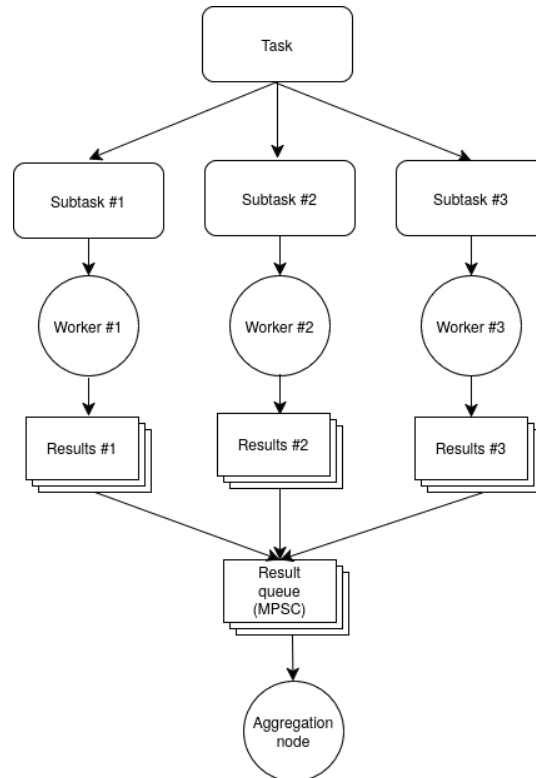 Task
Subtask #1
Subtask #2
Subtask #3
Worker #1
Worker #2
Worker #3
Results #1
Results #2
Results #3
Result
queue
(MPSC)
Aggregation
node